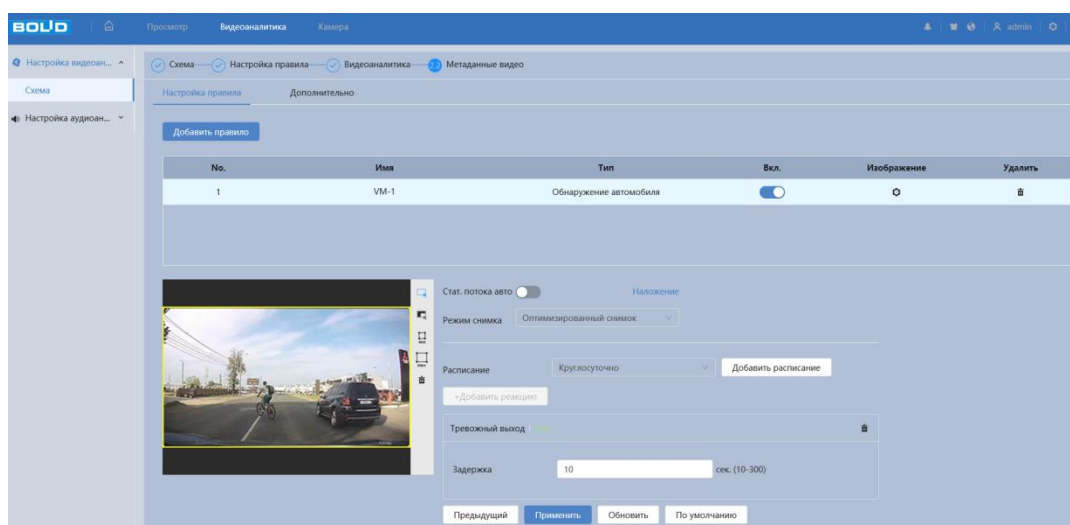 BOLID
Просмотр Видеоаналитика Камера admin
Настройка видеоан... Схема Настройка правила Видеоаналитика Метаданные видео
Схема Настройка правила Дополнительно
Настройка аудиоан...
Добавить правило
No. Имя Тип Вкл. Изображение Удалить
1 VM-1 Обнаружение автомобиля
Стат. потока авто Наложение
Режим снимка Оптимизированный снимок
Расписание Круглосуточно Добавить расписание
+Добавить реакцию
Тревожный выход
Задержка 10 сек. (10-300)
Предыдущий Применить Обновить По умолчанию